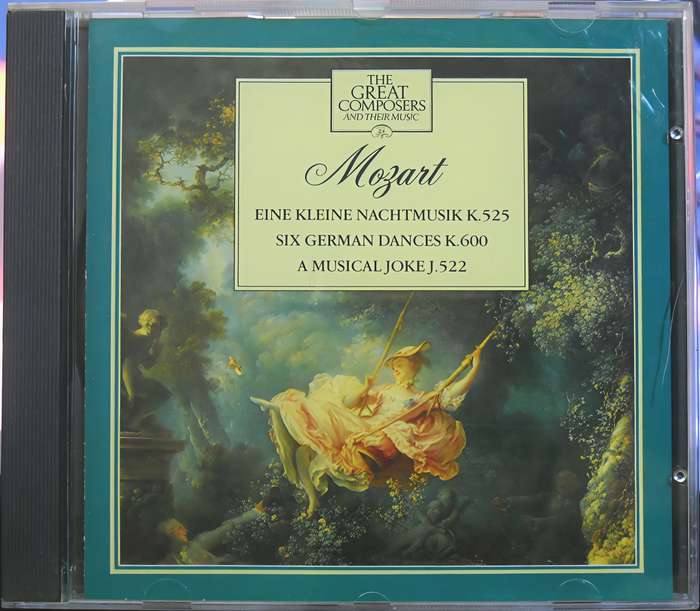 THE
GREAT
COMPOSERS
AND THEIR MUSIC
Mozart
EINE KLEINE NACHTMUSIK K.525
SIX GERMAN DANCES K.600
A MUSICAL JOKE J.522